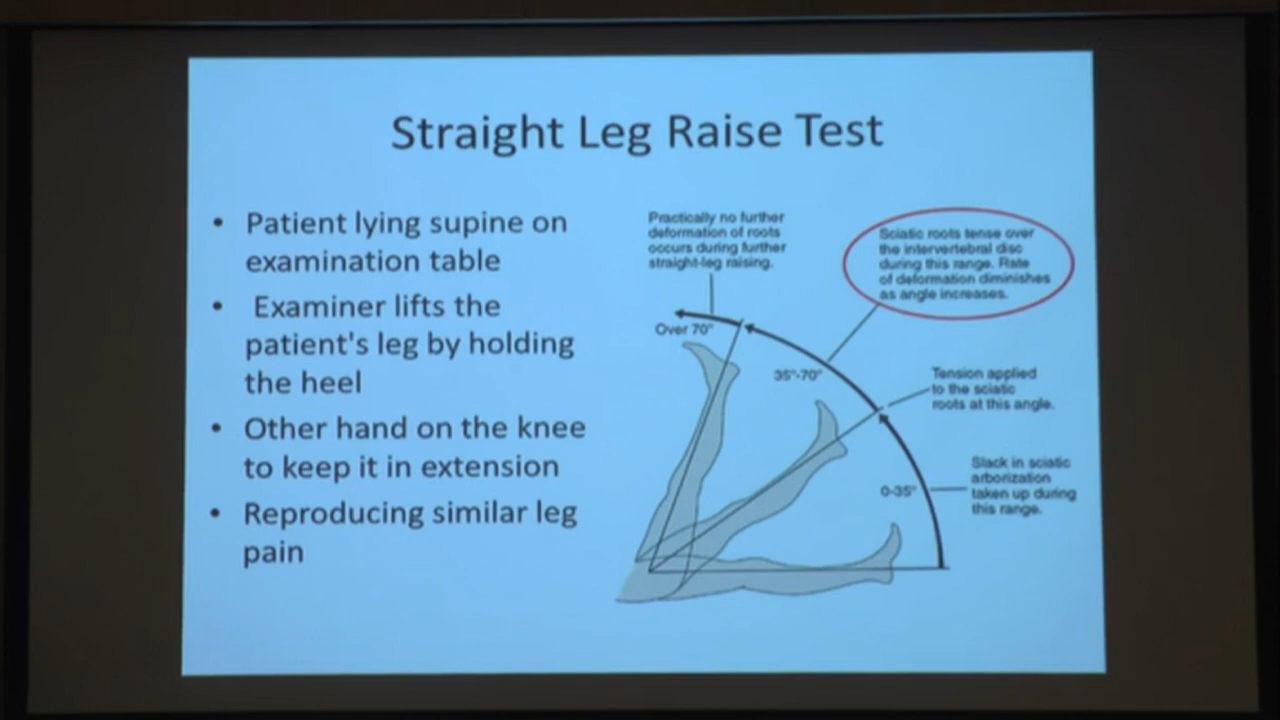 Straight Leg Raise Test
• Patient lying supine on
examination table
• Examiner lifts the
patient's leg by holding
the heel
• Other hand on the knee
to keep it in extension
• Reproducing similar leg
pain
Practically no further
deformation of roots
occurs during further
straight-leg raising.
Sciatic roots tense over
the intervertebral disc
during this range. Rate
of deformation diminishes
as angle increases.
Over 70°
35°-70°
Tension applied
to the sciatic
roots at this angle.
0-35°
Slack in sciatic
arborization
taken up during
this range.